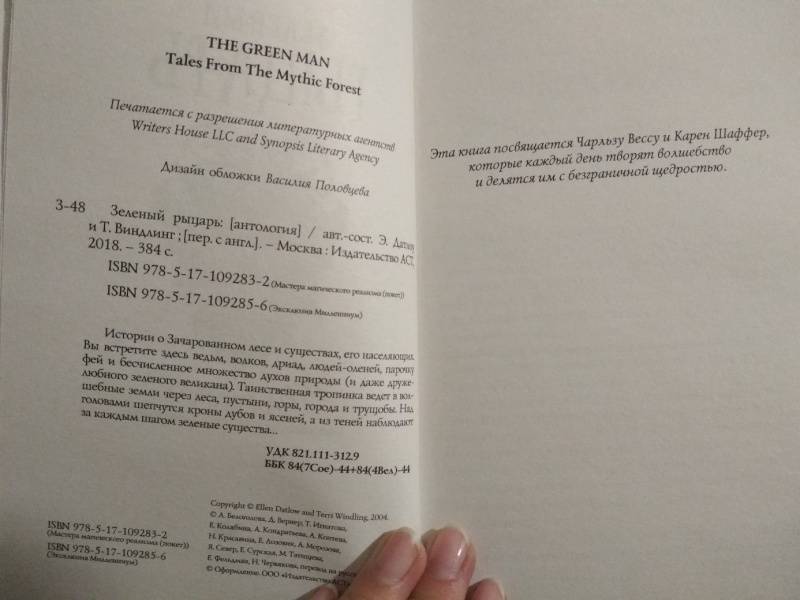 THE GREEN MAN
Tales From The Mythic Forest
Печатается с разрешения литературных агентств
Writers House LLC and Synopsis Literary Agency
Дизайн обложки Василия Половцева
З-48 Зеленый рыцарь: [антология] / авт.-сост. Э. Датлоу
и Т. Виндлинг ; [пер. с англ.]. – Москва : Издательство АСТ,
2018. – 384 с.
ISBN 978-5-17-109283-2 (Мастера магического реализма (покет))
ISBN 978-5-17-109285-6 (Эксклюзив Миллениум)
Истории о Зачарованном лесе и существах, его населяющих.
Вы встретите здесь ведьм, волков, дриад, людей-оленей, парочку
фей и бесчисленное множество духов природы (и даже друже-
любного зеленого великана). Таинственная тропинка ведет в вол-
шебные земли через леса, пустыни, горы, города и трущобы. Над
головами шепчутся кроны дубов и ясеней, а из теней наблюдают
за каждым шагом зеленые существа...
УДК 821.111-312.9
ББК 84(7Сое)-44+84(4Вел)-44
Copyright © Ellen Datlow and Terri Windling, 2004.
© А. Белоголова, Д. Вернер, Т. Игнатова,
Е. Колябина, А. Кондратьева, А. Коптева,
Н. Красавина, Е. Лозовик, А. Морозова,
Я. Север, Е. Сурская, М. Татищева,
Е. Фельдман, Н. Червякова, перевод на
© Оформление. ООО «Издательство АСТ»
ISBN 978-5-17-109283-2
(Мастера магического реализма (покет))
ISBN 978-5-17-109285-6
(Эксклюзив Миллениум)
Эта книга посвящается Чарльзу Вессу и Карен Шаффер,
которые каждый день творят волшебство
и делятся им с безграничной щедростью.